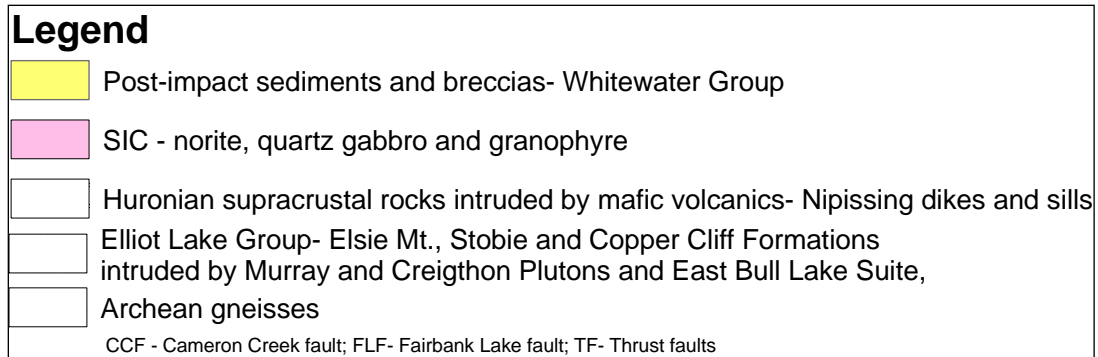 Legend
Post-impact sediments and breccias- Whitewater Group
SIC - norite, quartz gabbro and granophyre
Huronian supracrustal rocks intruded by mafic volcanics- Nipissing dikes and sills
Elliot Lake Group- Elsie Mt., Stobie and Copper Cliff Formations
intruded by Murray and Creigthon Plutons and East Bull Lake Suite,
Archean gneisses
CCF - Cameron Creek fault; FLF- Fairbank Lake fault; TF- Thrust faults